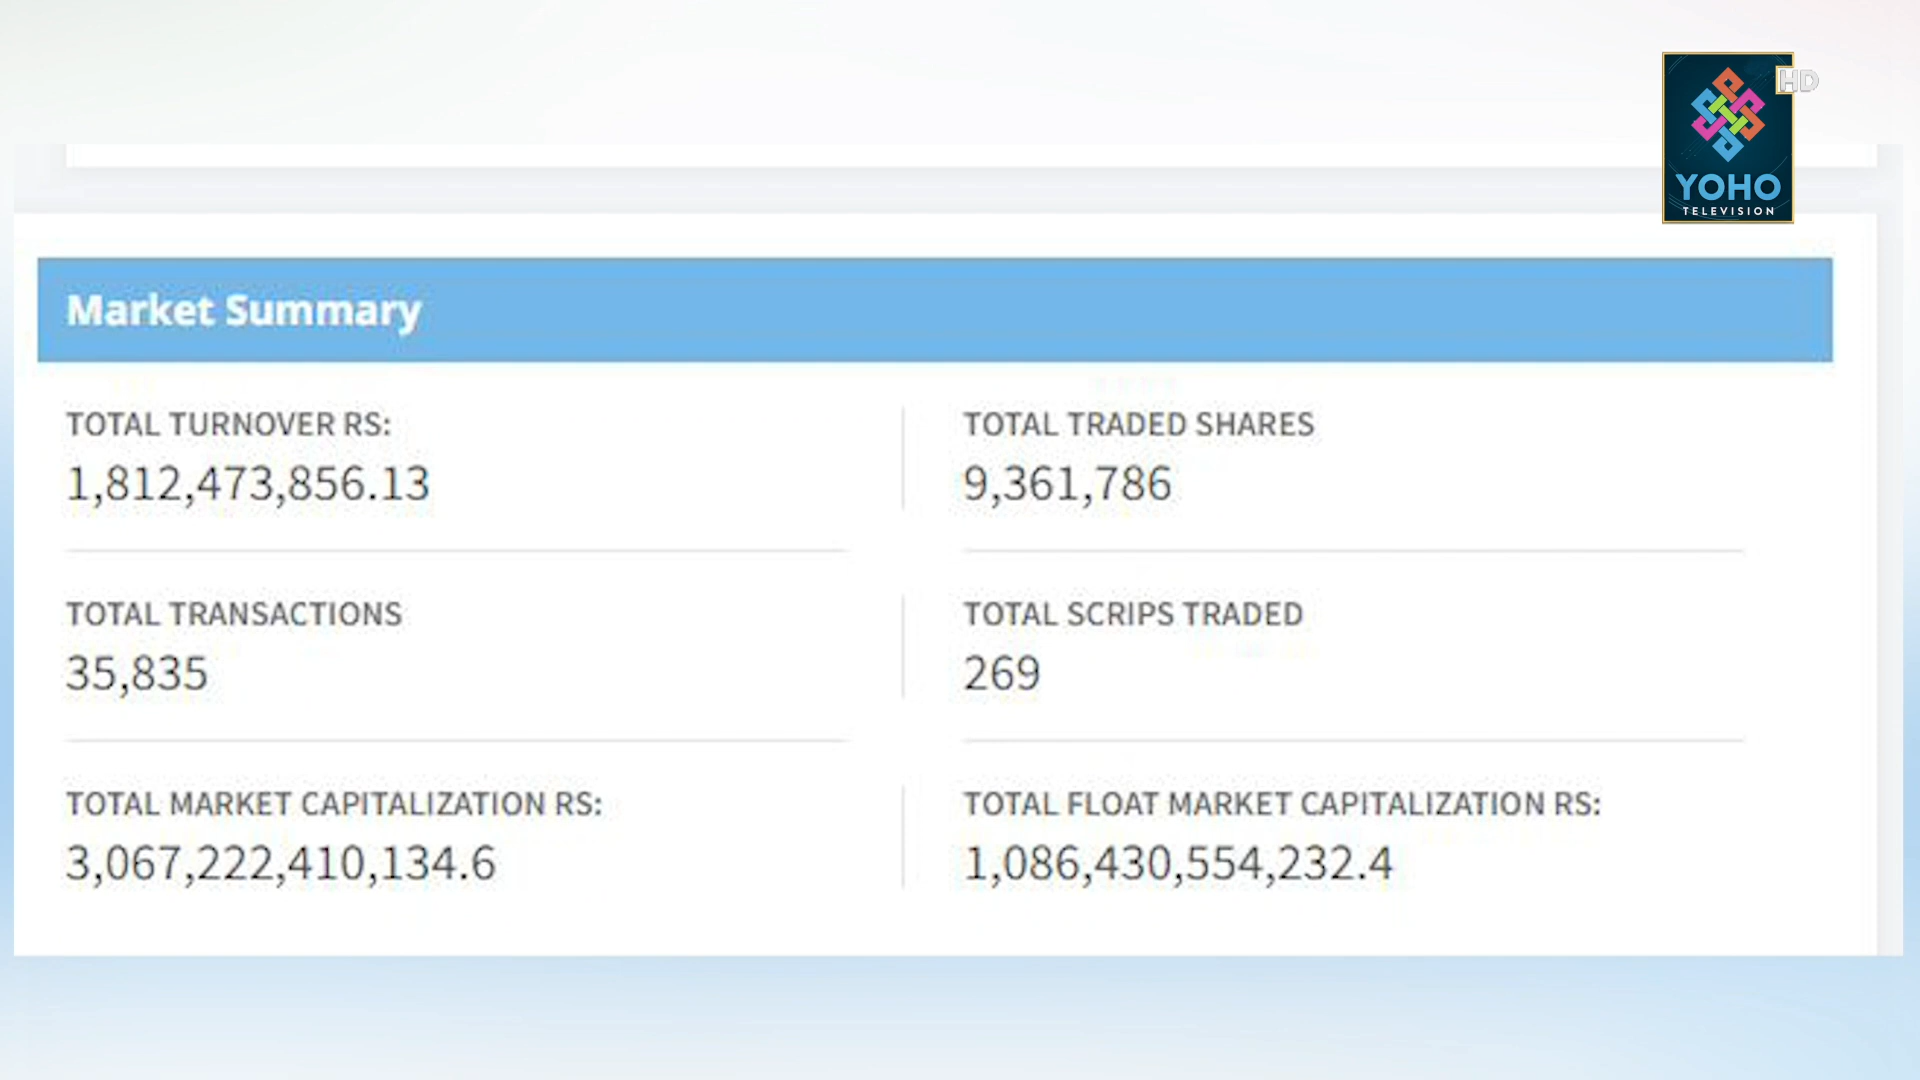 HD
YOHO
TELEVISION
Market Summary
TOTAL TURNOVER RS:
1,812,473,856.13
TOTAL TRADED SHARES
9,361,786
TOTAL TRANSACTIONS
35,835
TOTAL SCRIPS TRADED
269
TOTAL MARKET CAPITALIZATION RS:
3,067,222,410,134.6
TOTAL FLOAT MARKET CAPITALIZATION RS:
1,086,430,554,232.4